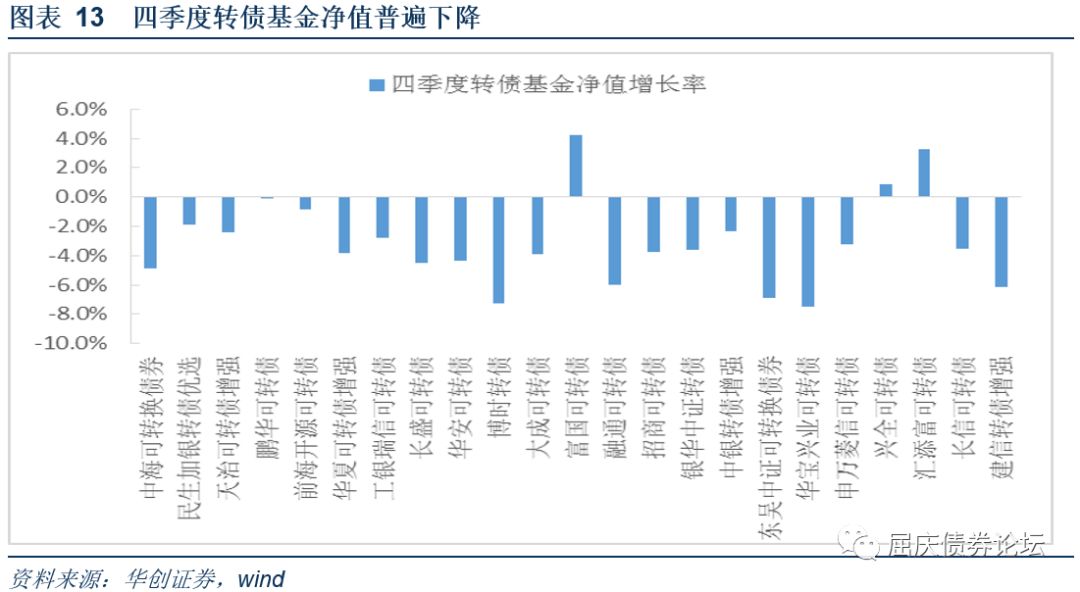 图表 13 四季度转债基金净值普遍下降
四季度转债基金净值增长率
6.0%
4.0%
2.0%
0.0%
-2.0%
-4.0%
-6.0%
-8.0%
-10.0%
中海可转换债券
民生加银转债优选
天治可转债增强
鹏华可转债
前海开源可转债
华夏可转债增强
工银瑞信可转债
长盛可转债
华安可转债
博时转债
大成可转债
富国可转债
融通可转债
招商可转债
银华中证转债
中银转债增强
东吴中证可转换债券
华宝兴业可转债
申万菱信可转债
兴全可转债
汇添富可转债
长信可转债
建信转债增强
屈庆债券论坛
资料来源：华创证券，wind